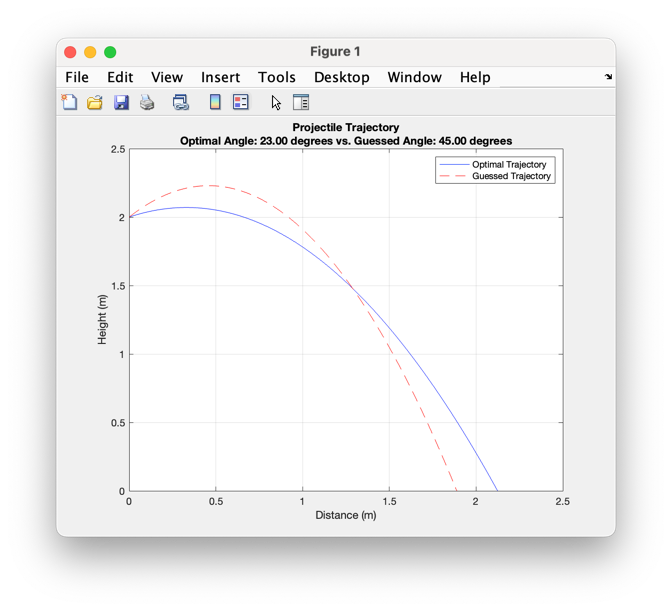 Figure 1
File Edit View Insert Tools Desktop Window Help
Projectile Trajectory
Optimal Angle: 23.00 degrees vs. Guessed Angle: 45.00 degrees
Optimal Trajectory
Guessed Trajectory
2.5
2
1.5
1
0.5
0
Height (m)
0 0.5 1 1.5 2 2.5
Distance (m)